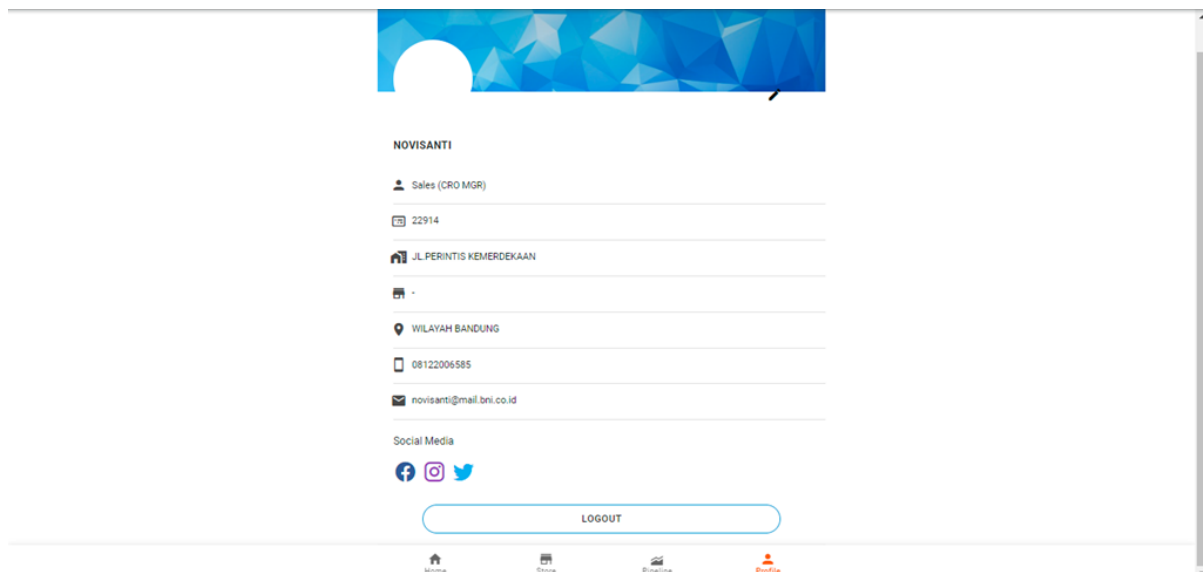 NOVISANTI
Sales (CRO MGR)
22914
JL.PERINTIS KEMERDEKAAN
-
WILAYAH BANDUNG
08122006585
novisanti@mail.bni.co.id
Social Media
LOGOUT
Home Store Pipeline Profile